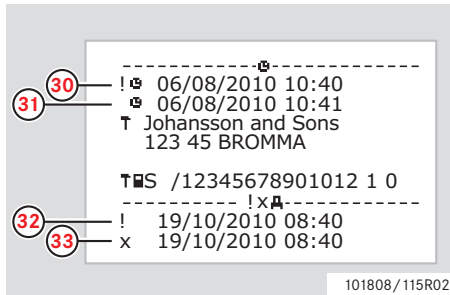 30 ! 06/08/2010 10:40
31 06/08/2010 10:41
Johansson and Sons
123 45 BROMMA
S /12345678901012 1 0
!x
32 ! 19/10/2010 08:40
33 x 19/10/2010 08:40
101808/115R02